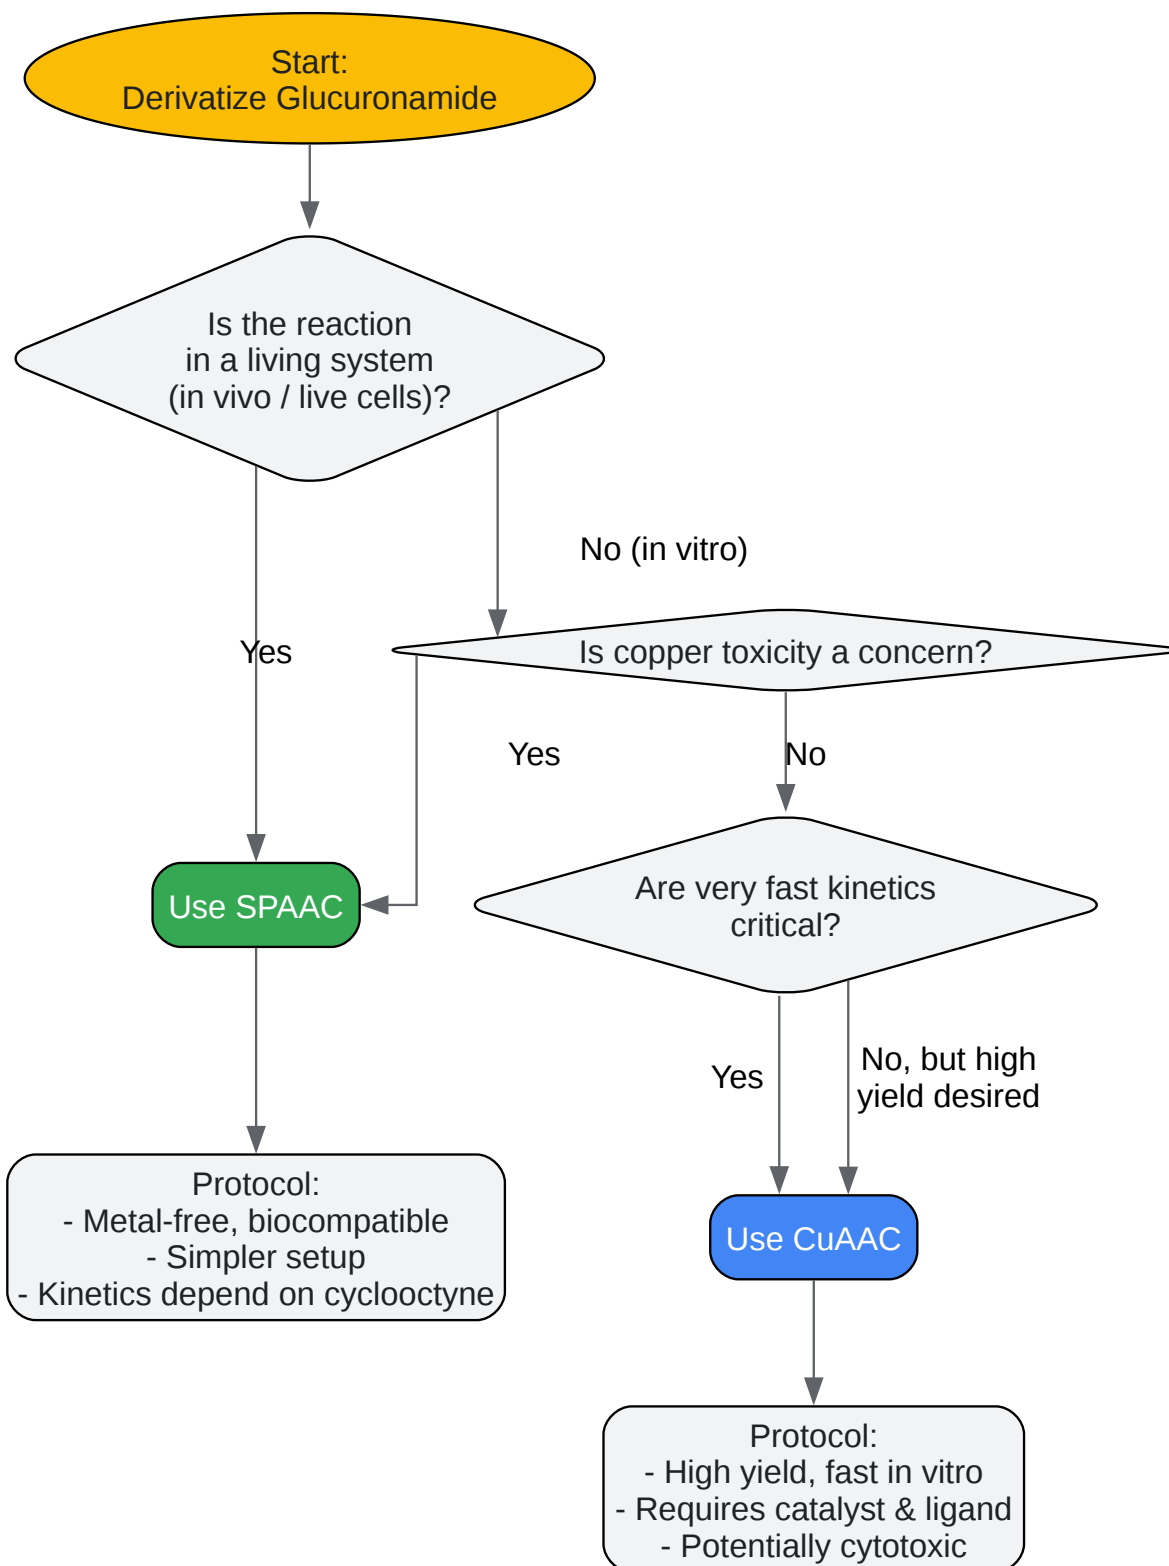 Start:
Derivatize Glucuronamide
Is the reaction
in a living system
(in vivo / live cells)?
No (in vitro)
Yes
Is copper toxicity a concern?
Yes
No
Are very fast kinetics
critical?
Use SPAAC
Yes
No, but high
yield desired
Protocol:
- Metal-free, biocompatible
- Simpler setup
- Kinetics depend on cyclooctyne
Use CuAAC
Protocol:
- High yield, fast in vitro
- Requires catalyst & ligand
- Potentially cytotoxic